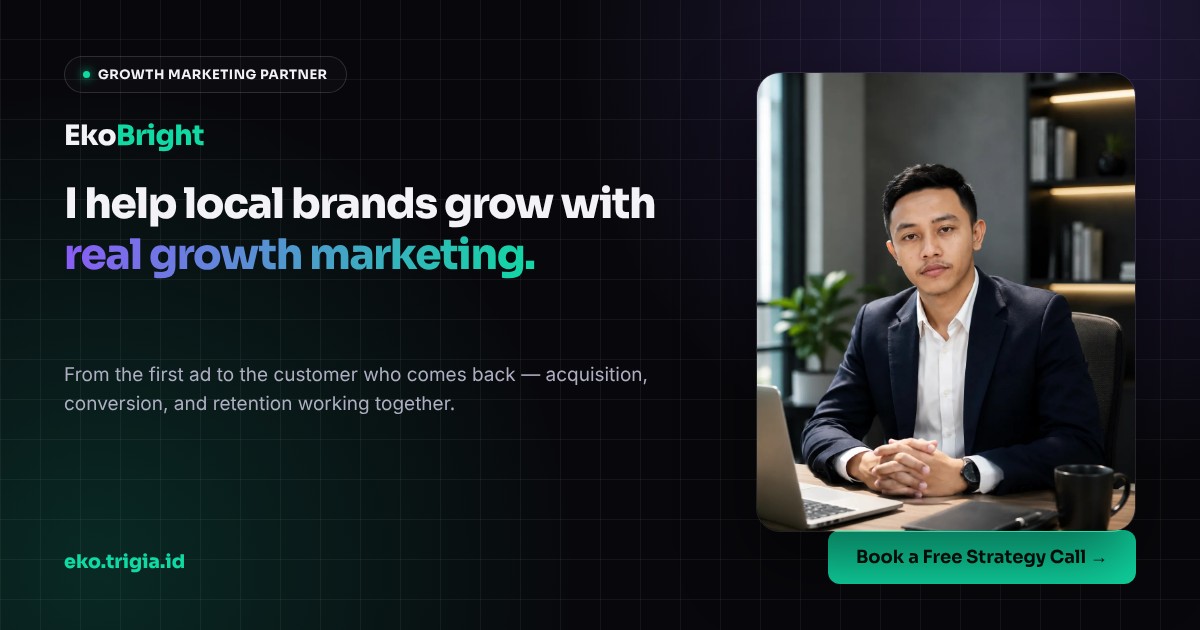 GROWTH MARKETING PARTNER
EkoBright
I help local brands grow with
real growth marketing.
From the first ad to the customer who comes back — acquisition,
conversion, and retention working together.
eko.trigia.id
Book a Free Strategy Call →